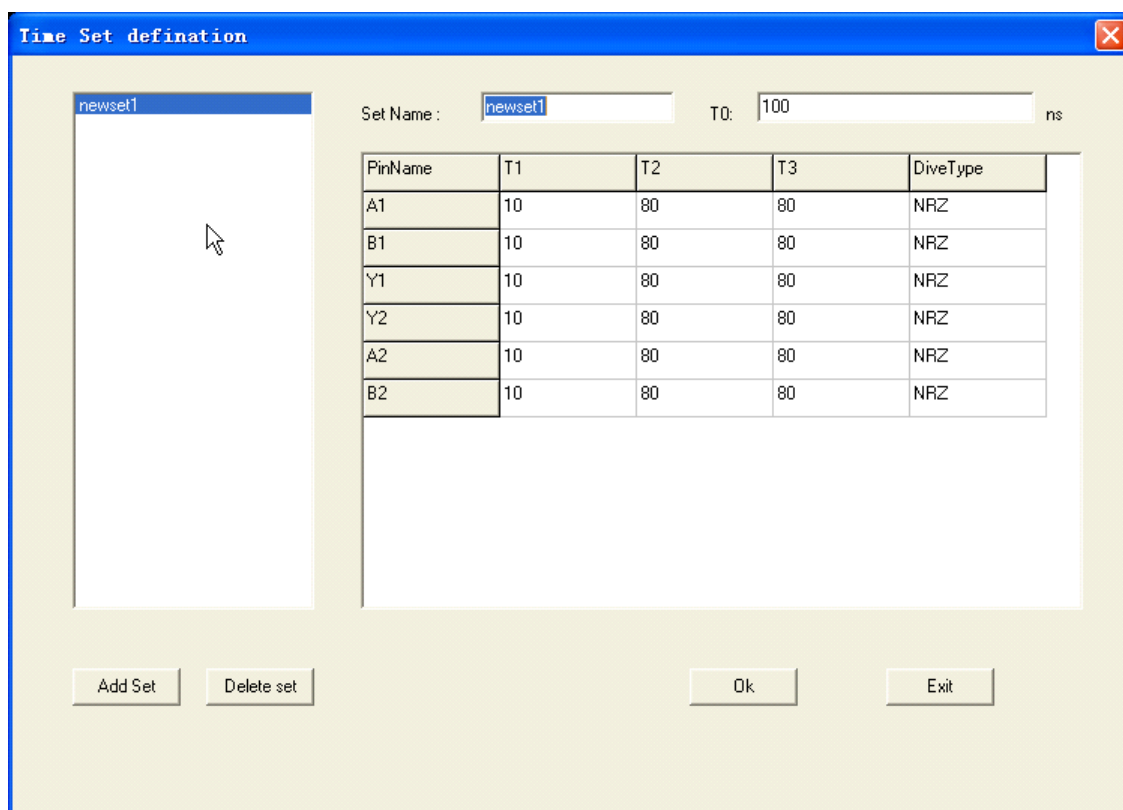 Time Set defination
newset1
Set Name : newset1 T0: 100 ns
PinName T1 T2 T3 DiveType
A1 10 80 80 NRZ
B1 10 80 80 NRZ
Y1 10 80 80 NRZ
Y2 10 80 80 NRZ
A2 10 80 80 NRZ
B2 10 80 80 NRZ
Add Set Delete set Ok Exit